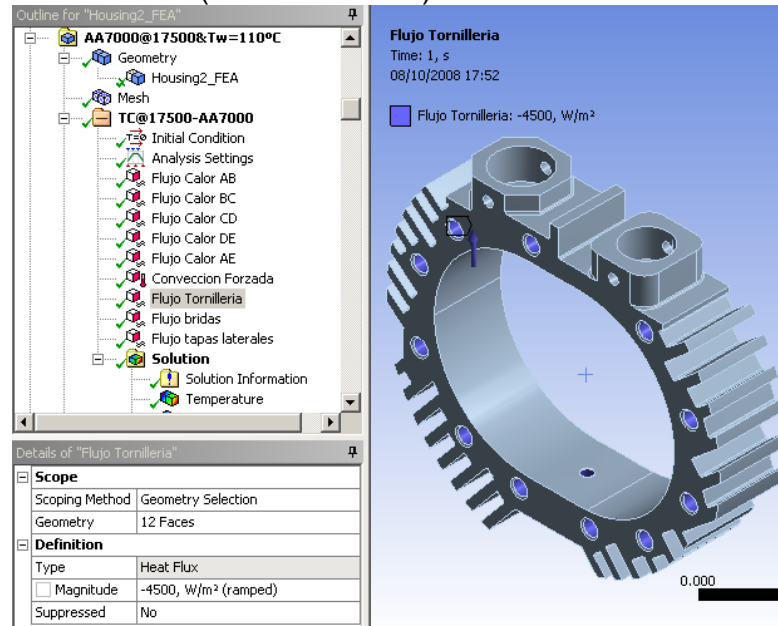 Outline for "Housing2_FEA"
AA7000@17500&Tw=110ºC
Geometry
Housing2_FEA
Mesh
TC@17500-AA7000
T=0 Initial Condition
Analysis Settings
Flujo Calor AB
Flujo Calor BC
Flujo Calor CD
Flujo Calor DE
Flujo Calor AE
Conveccion Forzada
Flujo Tornilleria
Flujo bridas
Flujo tapas laterales
Solution
Solution Information
Temperature
Details of "Flujo Tornilleria"
Scope
Scoping Method Geometry Selection
Geometry 12 Faces
Definition
Type Heat Flux
Magnitude -4500, W/m² (ramped)
Suppressed No
Flujo Tornilleria
Time: 1, s
08/10/2008 17:52
Flujo Tornilleria: -4500, W/m²
0.000